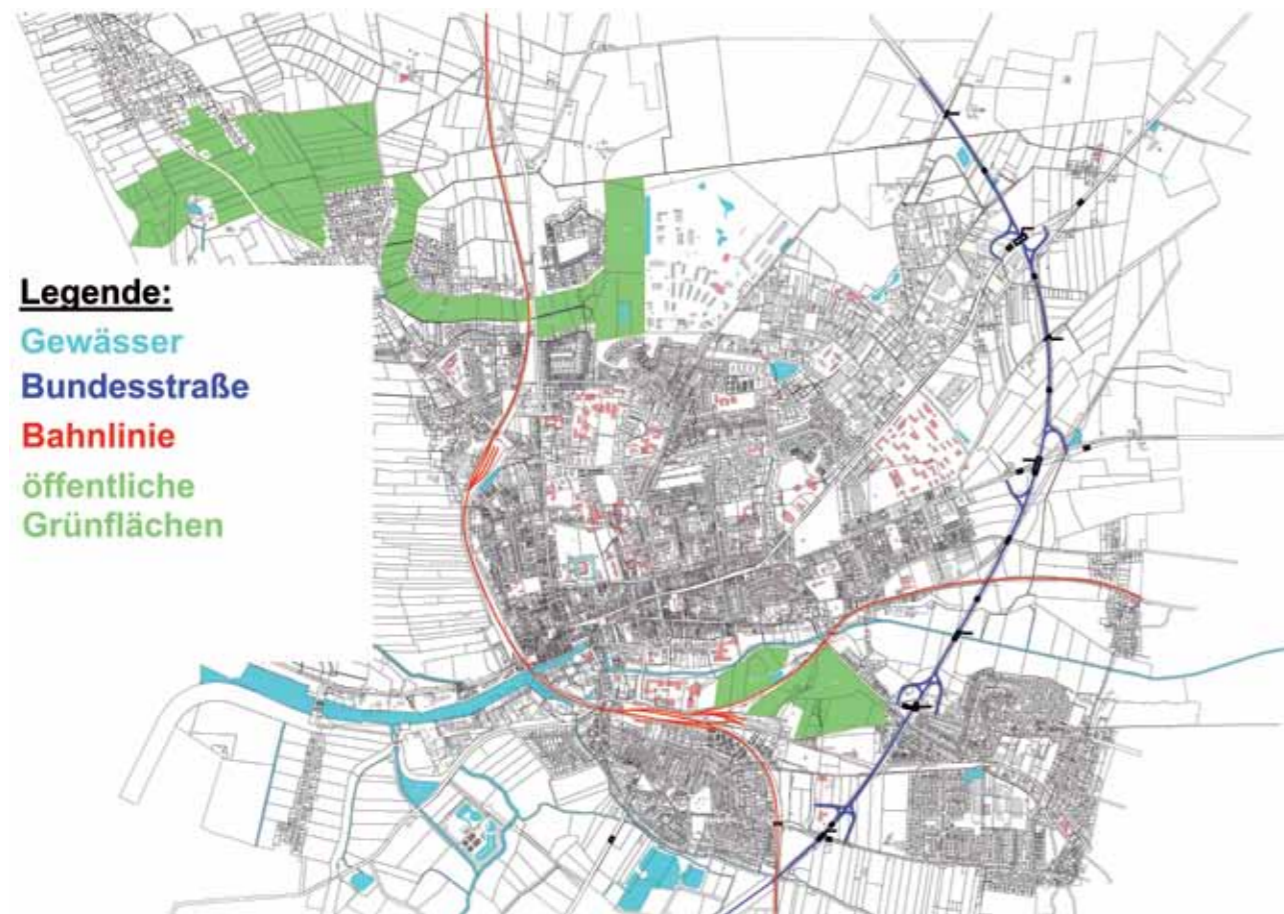 Legende:
Gewässer
Bundesstraße
Bahnlinie
öffentliche
Grünflächen